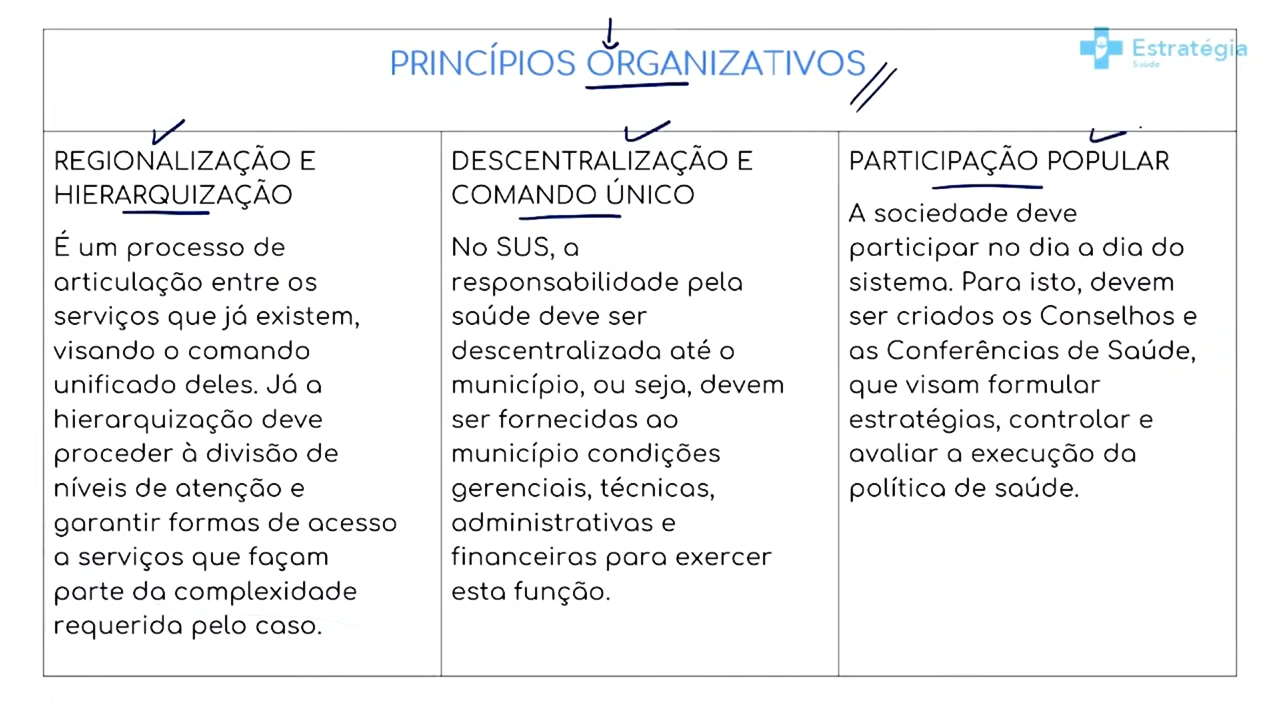 PRINCÍPIOS ORGANIZATIVOS
Estratégia
Saúde
REGIONALIZAÇÃO E
HIERARQUIZAÇÃO
É um processo de
articulação entre os
serviços que já existem,
visando o comando
unificado deles. Já a
hierarquização deve
proceder à divisão de
níveis de atenção e
garantir formas de acesso
a serviços que façam
parte da complexidade
requerida pelo caso.
DESCENTRALIZAÇÃO E
COMANDO ÚNICO
No SUS, a
responsabilidade pela
saúde deve ser
descentralizada até o
município, ou seja, devem
ser fornecidas ao
município condições
gerenciais, técnicas,
administrativas e
financeiras para exercer
esta função.
PARTICIPAÇÃO POPULAR
A sociedade deve
participar no dia a dia do
sistema. Para isto, devem
ser criados os Conselhos e
as Conferências de Saúde,
que visam formular
estratégias, controlar e
avaliar a execução da
política de saúde.